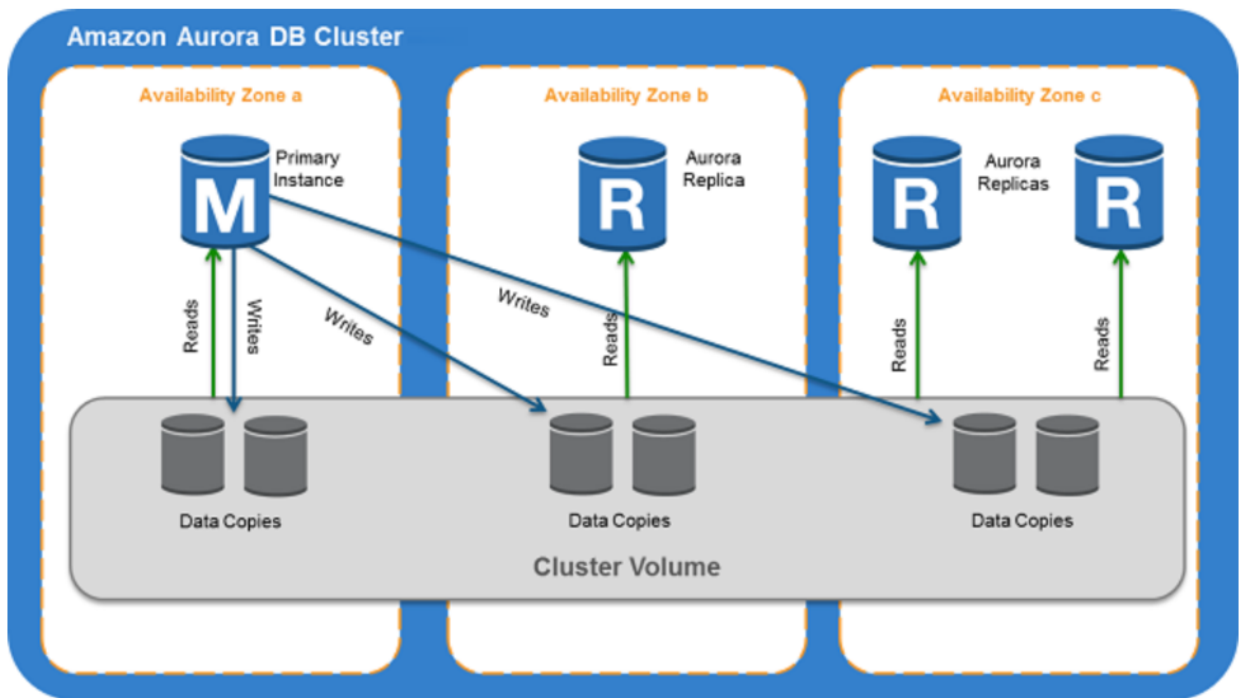 Amazon Aurora DB Cluster
Availability Zone a
Availability Zone b
Availability Zone c
M
Primary
Instance
R
Aurora
Replica
R
Aurora
Replicas
R
Reads
Writes
Writes
Writes
Reads
Reads
Reads
Data Copies
Data Copies
Data Copies
Cluster Volume